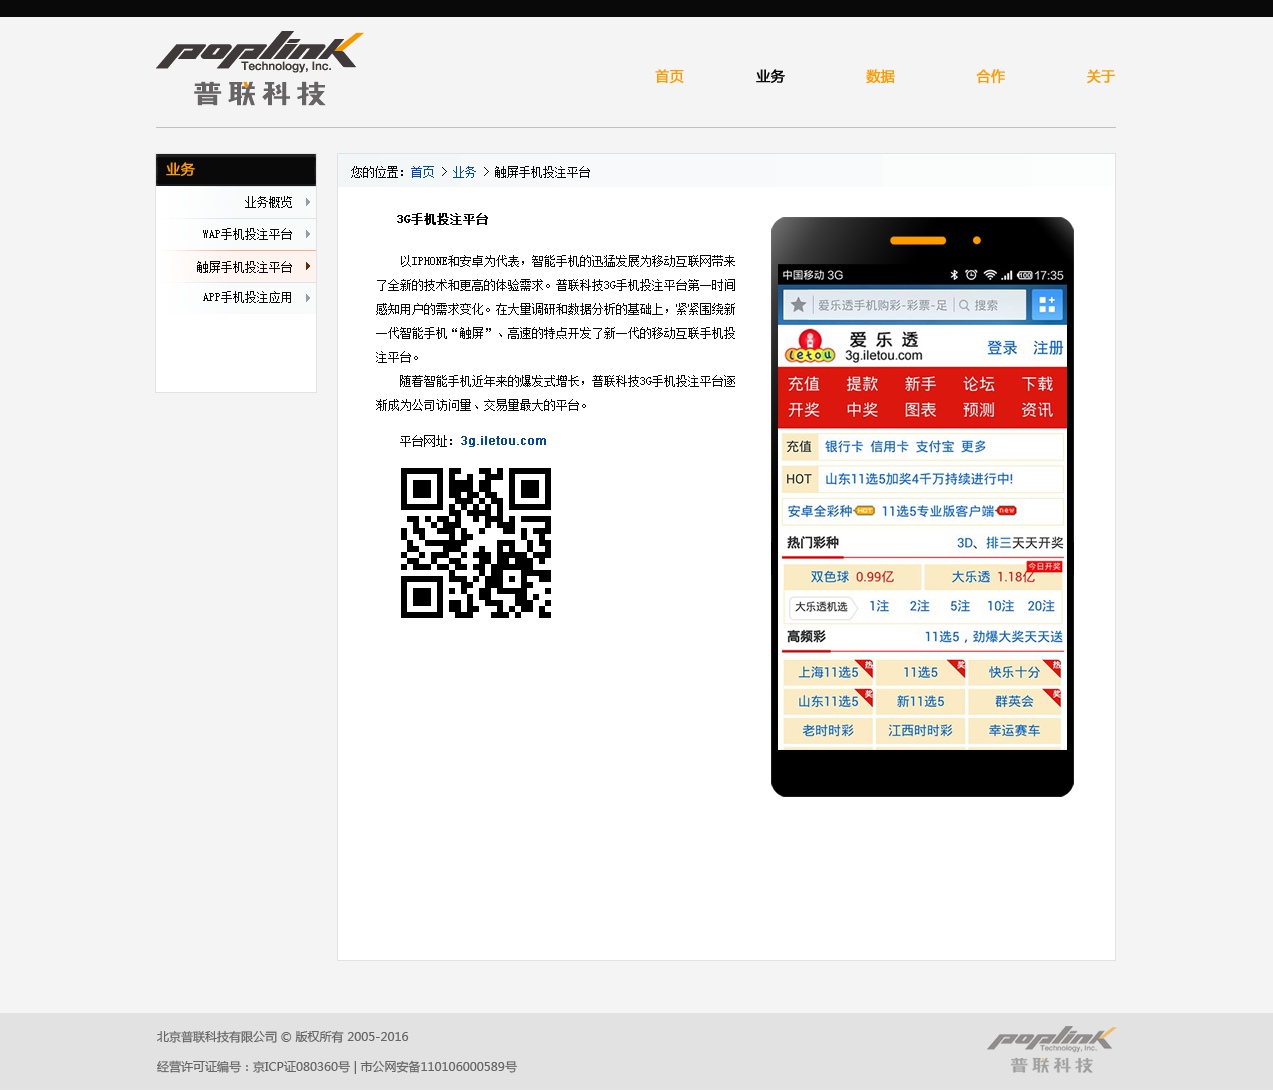 poplink
Technology, Inc.
普联科技
首页 业务 数据 合作 关于
业务
业务概览
WAP手机投注平台
触屏手机投注平台
APP手机投注应用
您的位置：首页 > 业务 > 触屏手机投注平台
3G手机投注平台
以IPHONE和安卓为代表，智能手机的迅猛发展为移动互联网带来
了全新的技术和更高的体验需求。普联科技3G手机投注平台第一时间
感知用户的需求变化。在大量调研和数据分析的基础上，紧紧围绕新
一代智能手机“触屏”、高速的特点开发了新一代的移动互联手机投
注平台。
随着智能手机近年来的爆发式增长，普联科技3G手机投注平台逐
渐成为公司访问量、交易量最大的平台。
平台网址：3g.iletou.com
中国移动 3G 17:35
爱乐透手机购彩-彩票-足 搜索
letou
爱乐透
3g.iletou.com
登录 注册
充值 提款 新手 论坛 下载
开奖 中奖 图表 预测 资讯
充值 银行卡 信用卡 支付宝 更多
HOT 山东11选5加奖4千万持续进行中!
安卓全彩种 HOT 11选5专业版客户端 new
热门彩种 3D、排三天天开奖
今日开奖
双色球 0.99亿 大乐透 1.18亿
大乐透机选 1注 2注 5注 10注 20注
高频彩 11选5，劲爆大奖天天送
上海11选5 热 11选5 奖 快乐十分 热
山东11选5 奖 新11选5 群英会 奖
老时时彩 江西时时彩 幸运赛车
北京普联科技有限公司 © 版权所有 2005-2016
经营许可证编号：京ICP证080360号 | 市公网安备110106000589号
poplink
Technology, Inc.
普联科技